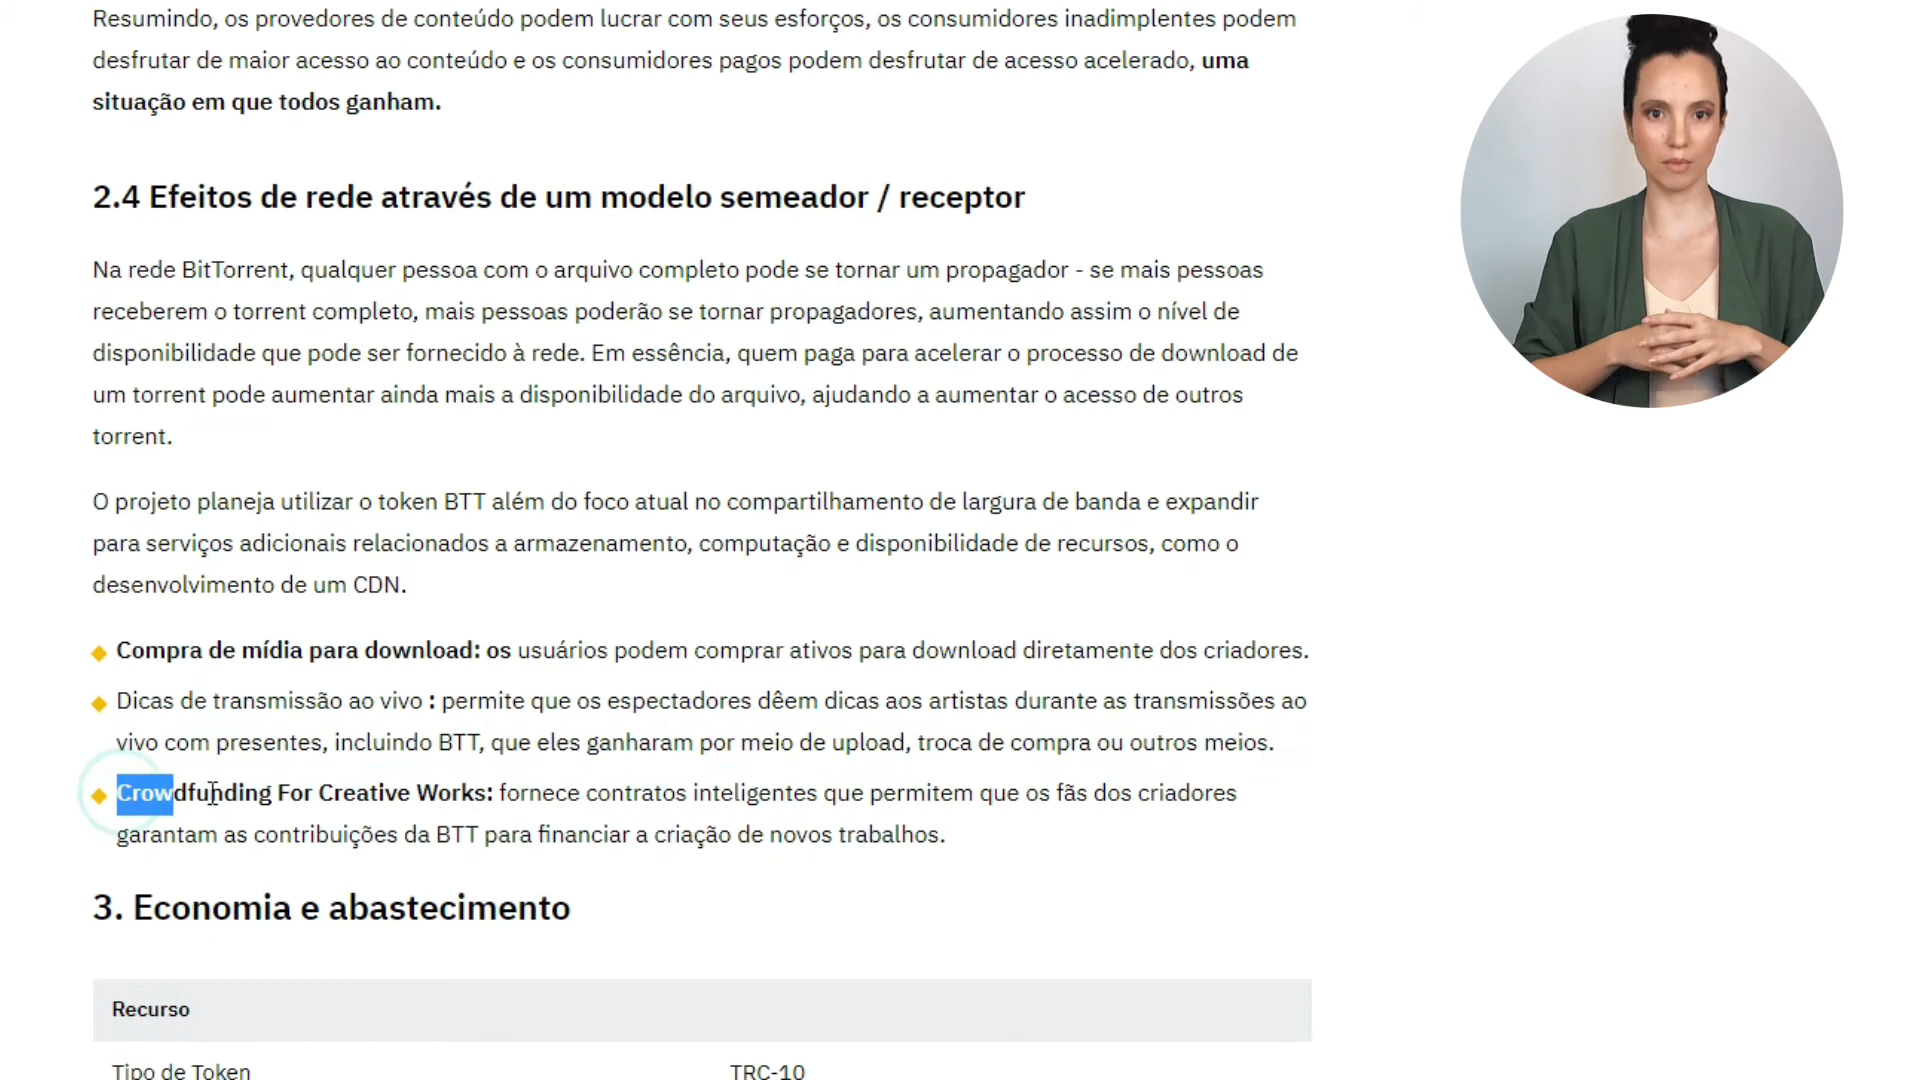 Resumindo, os provedores de conteúdo podem lucrar com seus esforços, os consumidores inadimplentes podem
desfrutar de maior acesso ao conteúdo e os consumidores pagos podem desfrutar de acesso acelerado, uma
situação em que todos ganham.
2.4 Efeitos de rede através de um modelo semeador / receptor
Na rede BitTorrent, qualquer pessoa com o arquivo completo pode se tornar um propagador - se mais pessoas
receberem o torrent completo, mais pessoas poderão se tornar propagadores, aumentando assim o nível de
disponibilidade que pode ser fornecido à rede. Em essência, quem paga para acelerar o processo de download de
um torrent pode aumentar ainda mais a disponibilidade do arquivo, ajudando a aumentar o acesso de outros
torrent.
O projeto planeja utilizar o token BTT além do foco atual no compartilhamento de largura de banda e expandir
para serviços adicionais relacionados a armazenamento, computação e disponibilidade de recursos, como o
desenvolvimento de um CDN.
Compra de mídia para download: os usuários podem comprar ativos para download diretamente dos criadores.
Dicas de transmissão ao vivo : permite que os espectadores dêem dicas aos artistas durante as transmissões ao
vivo com presentes, incluindo BTT, que eles ganharam por meio de upload, troca de compra ou outros meios.
Crowdfunding For Creative Works: fornece contratos inteligentes que permitem que os fãs dos criadores
garantam as contribuições da BTT para financiar a criação de novos trabalhos.
3. Economia e abastecimento
Recurso
Tipo de Token TRC-10